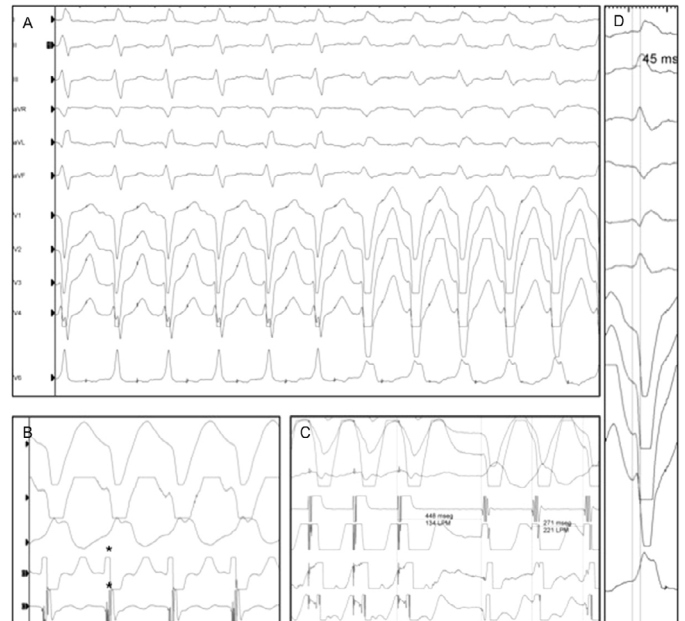 A
D
II
45 ms
III
aVR
aVL
aVF
V1
V2
V3
V4
V6
B
C
*
*
448 mseg
134 LPM
271 mseg
221 LPM